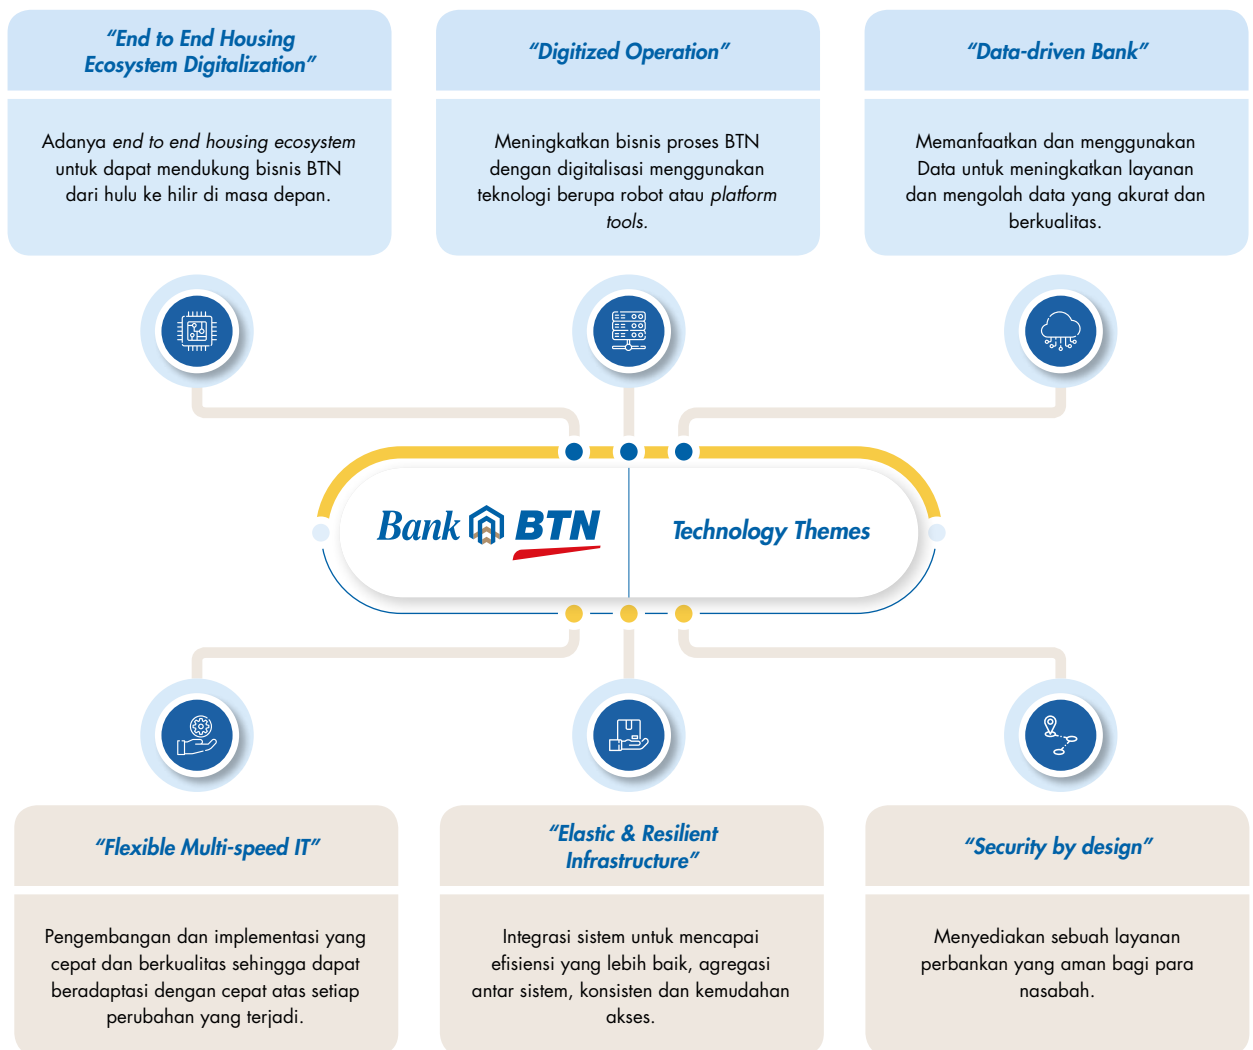 “End to End Housing
Ecosystem Digitalization”
Adanya end to end housing ecosystem
untuk dapat mendukung bisnis BTN
dari hulu ke hilir di masa depan.
“Digitized Operation”
Meningkatkan bisnis proses BTN
dengan digitalisasi menggunakan
teknologi berupa robot atau platform
tools.
“Data-driven Bank”
Memanfaatkan dan menggunakan
Data untuk meningkatkan layanan
dan mengolah data yang akurat dan
berkualitas.
Bank BTN
Technology Themes
“Flexible Multi-speed IT”
Pengembangan dan implementasi yang
cepat dan berkualitas sehingga dapat
beradaptasi dengan cepat atas setiap
perubahan yang terjadi.
“Elastic & Resilient
Infrastructure”
Integrasi sistem untuk mencapai
efisiensi yang lebih baik, agregasi
antar sistem, konsisten dan kemudahan
akses.
“Security by design”
Menyediakan sebuah layanan
perbankan yang aman bagi para
nasabah.